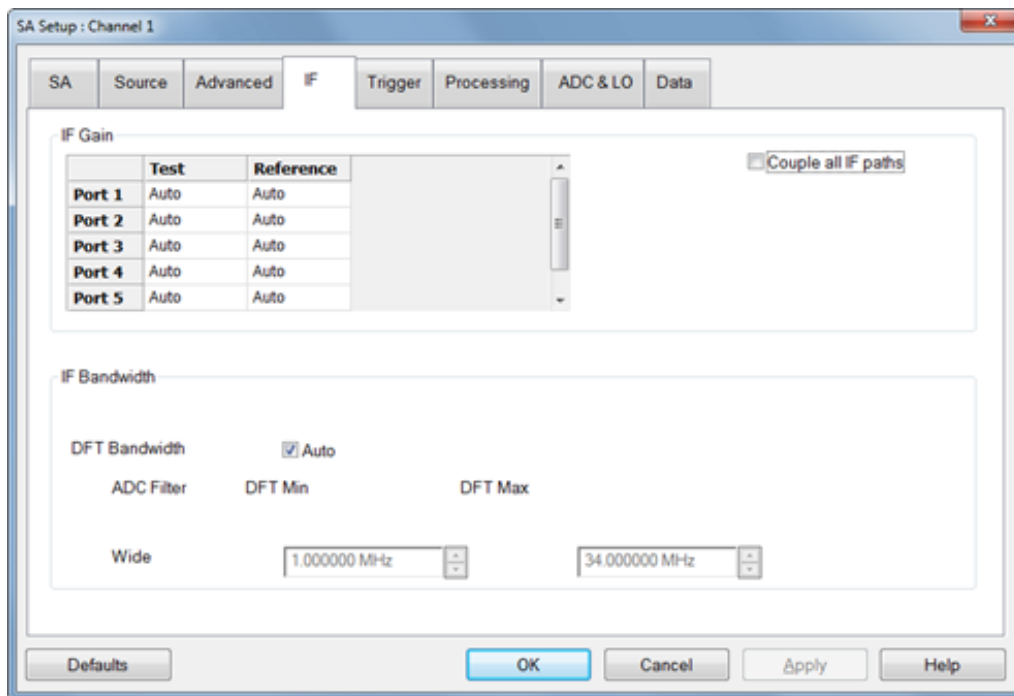 SA Setup : Channel 1
SA Source Advanced IF Trigger Processing ADC & LO Data
IF Gain
Couple all IF paths
Test Reference
Port 1 Auto Auto
Port 2 Auto Auto
Port 3 Auto Auto
Port 4 Auto Auto
Port 5 Auto Auto
IF Bandwidth
DFT Bandwidth Auto
ADC Filter DFT Min DFT Max
Wide 1.000000 MHz 34.000000 MHz
Defaults OK Cancel Apply Help